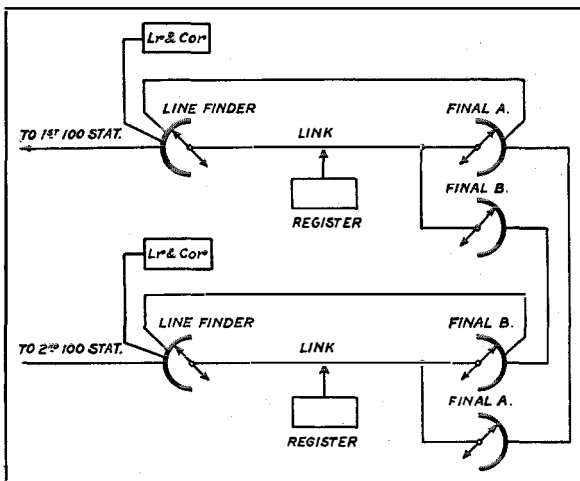 Lr & Cor
LINE FINDER
FINAL A.
TO 1ST 100 STAT.
LINK
FINAL B.
REGISTER
Lr & Cor
LINE FINDER
FINAL B.
TO 2ND 100 STAT.
LINK
FINAL A.
REGISTER